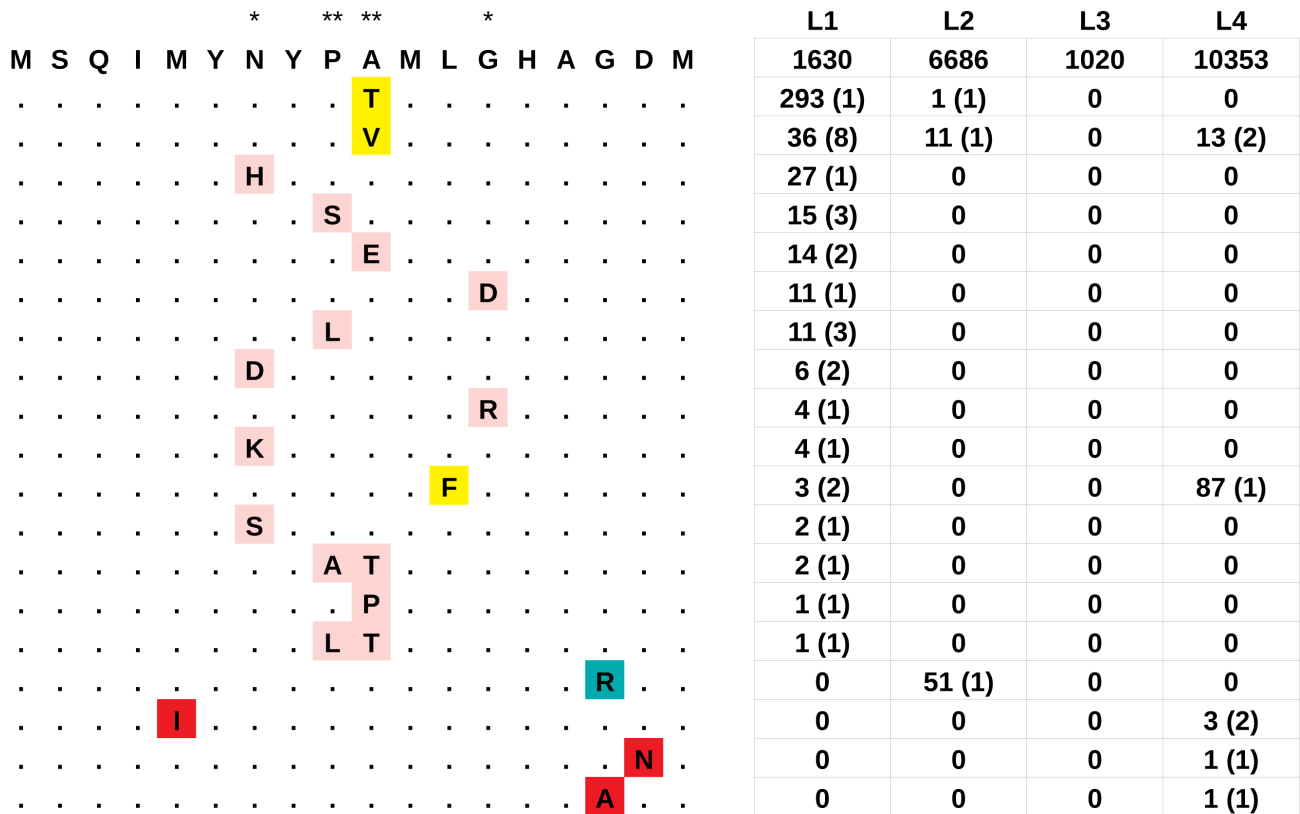 * ** ** * L1 L2 L3 L4
M S Q I M Y N Y P A M L G H A G D M 1630 6686 1020 10353
. . . . . . . . . T . . . . . . . . 293 (1) 1 (1) 0 0
. . . . . . . . . V . . . . . . . . 36 (8) 11 (1) 0 13 (2)
. . . . . . H . . . . . . . . . . . 27 (1) 0 0 0
. . . . . . . . S . . . . . . . . . 15 (3) 0 0 0
. . . . . . . . . E . . . . . . . . 14 (2) 0 0 0
. . . . . . . . . . . . D . . . . . 11 (1) 0 0 0
. . . . . . . . L . . . . . . . . . 11 (3) 0 0 0
. . . . . . D . . . . . . . . . . . 6 (2) 0 0 0
. . . . . . . . . . . . R . . . . . 4 (1) 0 0 0
. . . . . . K . . . . . . . . . . . 4 (1) 0 0 0
. . . . . . . . . . . F . . . . . . 3 (2) 0 0 87 (1)
. . . . . . S . . . . . . . . . . . 2 (1) 0 0 0
. . . . . . . . A T . . . . . . . . 2 (1) 0 0 0
. . . . . . . . . P . . . . . . . . 1 (1) 0 0 0
. . . . . . . . L T . . . . . . . . 1 (1) 0 0 0
. . . . . . . . . . . . . . . R . . 0 51 (1) 0 0
. . . . I . . . . . . . . . . . . . 0 0 0 3 (2)
. . . . . . . . . . . . . . . . N . 0 0 0 1 (1)
. . . . . . . . . . . . . . . A . . 0 0 0 1 (1)